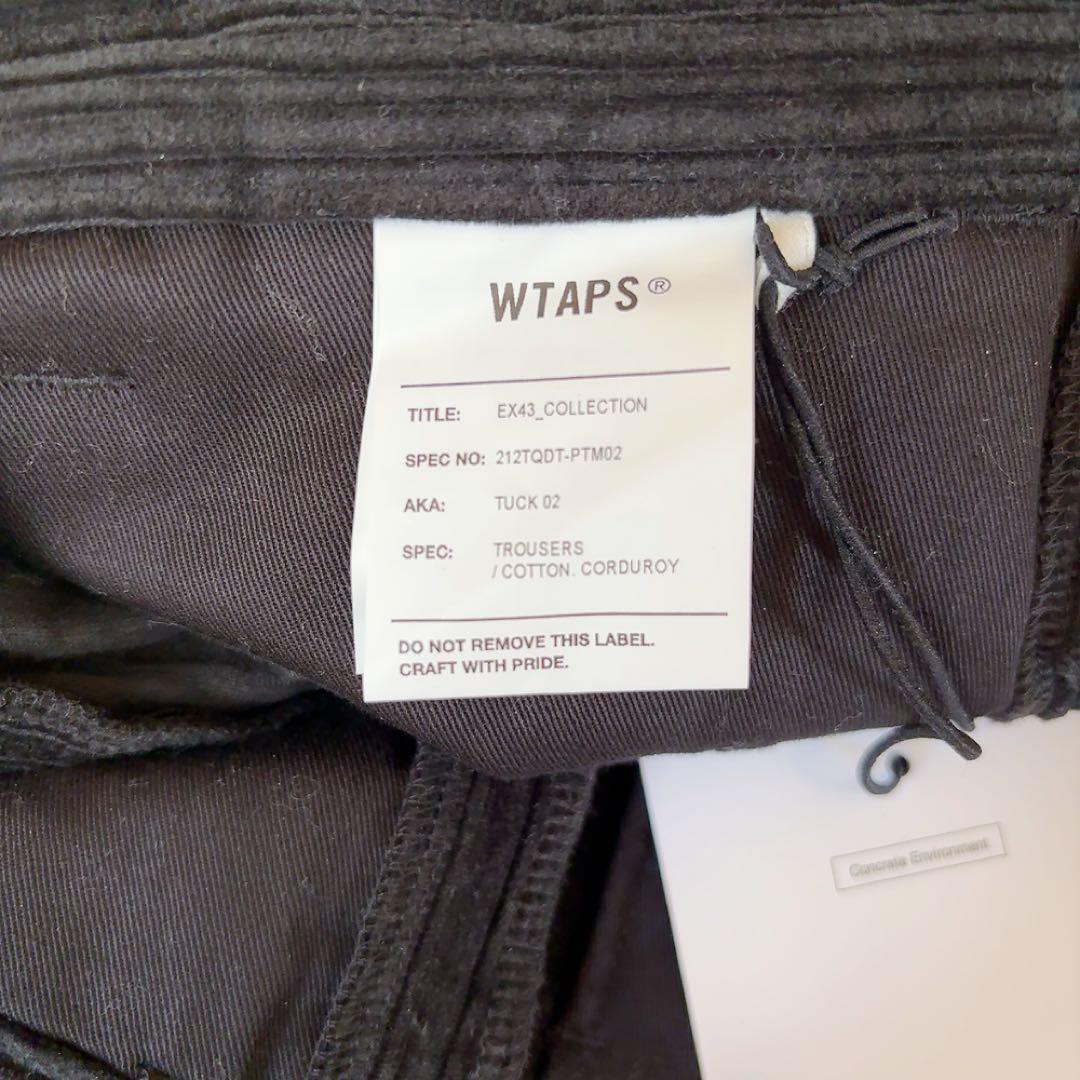 WTAPS®
TITLE: EX43_COLLECTION
SPEC NO: 212TQDT-PTM02
AKA: TUCK 02
SPEC: TROUSERS
/ COTTON. CORDUROY
DO NOT REMOVE THIS LABEL.
CRAFT WITH PRIDE.
Concrete Environment